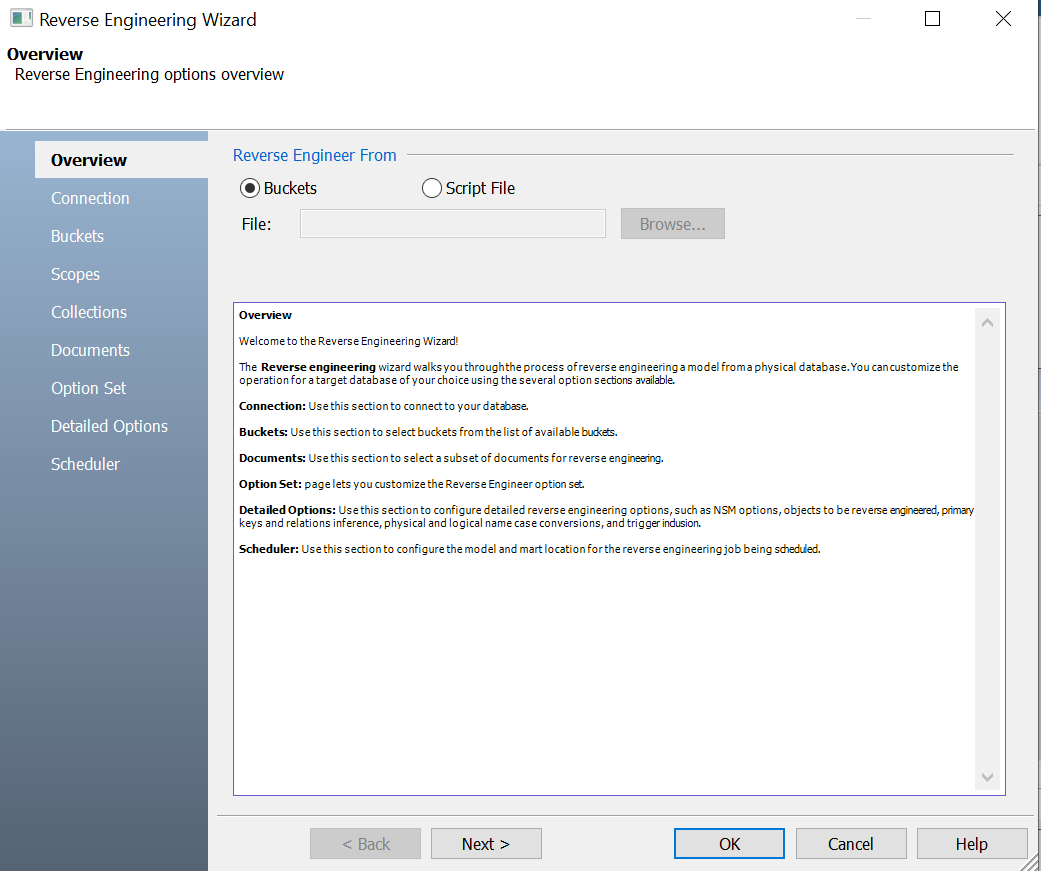 Reverse Engineering Wizard
Overview
Reverse Engineering options overview
Overview
Connection
Buckets
Scopes
Collections
Documents
Option Set
Detailed Options
Scheduler
Reverse Engineer From
Buckets
Script File
File:
Browse...
Overview
Welcome to the Reverse Engineering Wizard!
The Reverse engineering wizard walks you through the process of reverse engineering a model from a physical database. You can customize the
operation for a target database of your choice using the several option sections available.
Connection: Use this section to connect to your database.
Buckets: Use this section to select buckets from the list of available buckets.
Documents: Use this section to select a subset of documents for reverse engineering.
Option Set: page lets you customize the Reverse Engineer option set.
Detailed Options: Use this section to configure detailed reverse engineering options, such as NSM options, objects to be reverse engineered, primary
keys and relations inference, physical and logical name case conversions, and trigger inclusion.
Scheduler: Use this section to configure the model and mart location for the reverse engineering job being scheduled.
< Back
Next >
OK
Cancel
Help